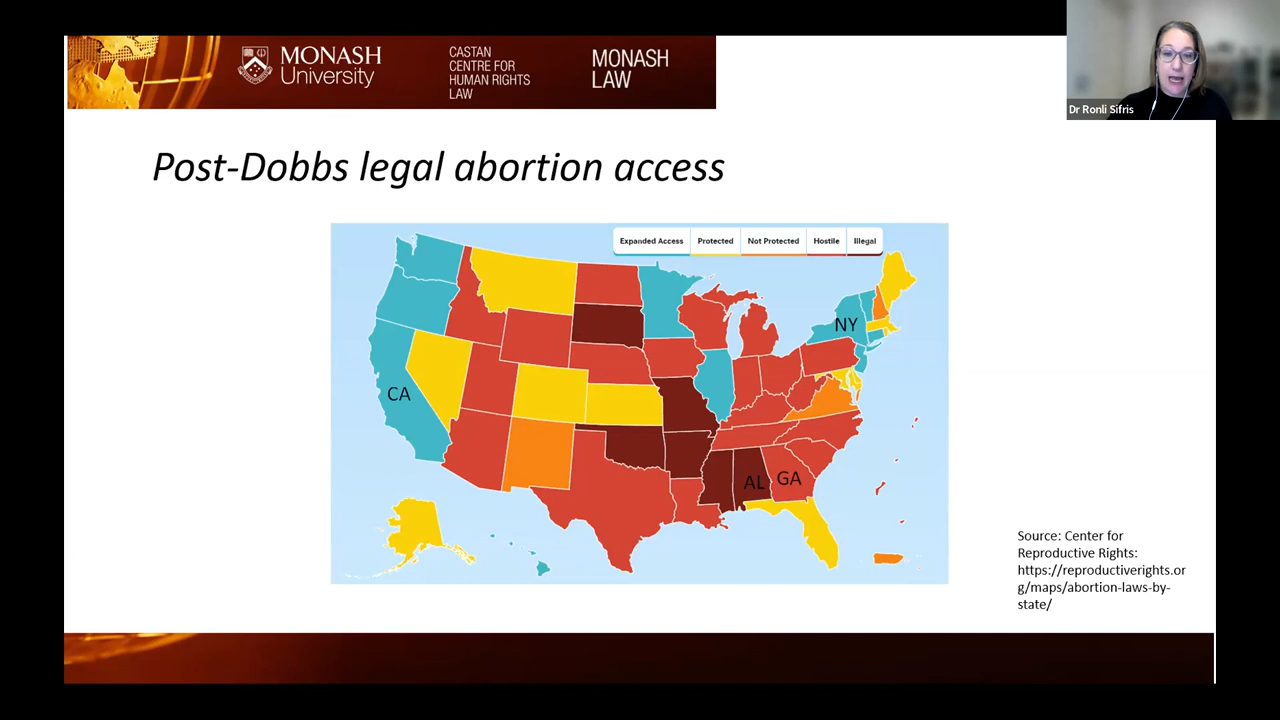 MONASH
University
CASTAN
CENTRE FOR
HUMAN RIGHTS
LAW
MONASH
LAW
Dr Ronli Sifris
Post-Dobbs legal abortion access
Expanded Access
Protected
Not Protected
Hostile
Illegal
NY
CA
AL
GA
Source: Center for
Reproductive Rights:
https://reproductiverights.or
g/maps/abortion-laws-by-
state/